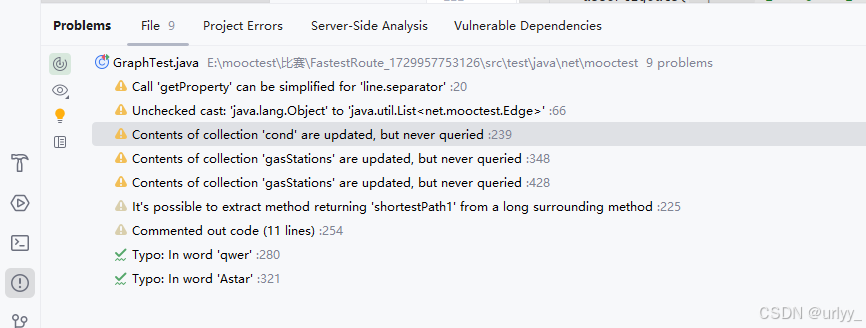 Problems File 9 Project Errors Server-Side Analysis Vulnerable Dependencies
GraphTest.java E:\mooctest\比赛\FastestRoute_1729957753126\src\test\java\net\mooctest 9 problems
Call 'getProperty' can be simplified for 'line.separator' :20
Unchecked cast: 'java.lang.Object' to 'java.util.List<net.mooctest.Edge>' :66
Contents of collection 'cond' are updated, but never queried :239
Contents of collection 'gasStations' are updated, but never queried :348
Contents of collection 'gasStations' are updated, but never queried :428
It's possible to extract method returning 'shortestPath1' from a long surrounding method :225
Commented out code (11 lines) :254
Typo: In word 'qwer' :280
Typo: In word 'Astar' :321
CSDN @urlyy_